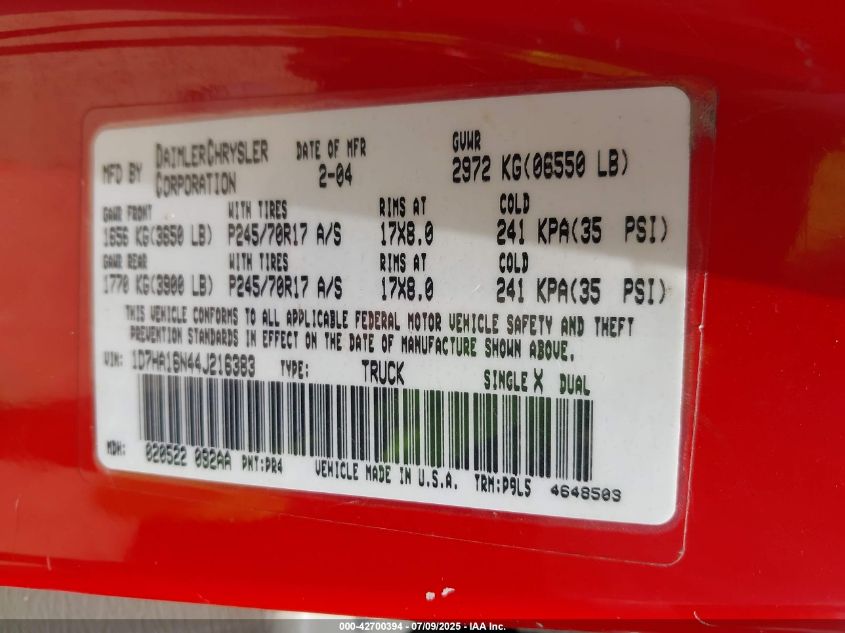 MFD BY DAIMLERCHRYSLER CORPORATION DATE OF MFR 2-04 GVWR 2972 KG(06550 LB)
GAWR FRONT WITH TIRES RIMS AT COLD
1656 KG(3650 LB) P245/70R17 A/S 17X8.0 241 KPA(35 PSI)
GAWR REAR WITH TIRES RIMS AT COLD
1770 KG(3900 LB) P245/70R17 A/S 17X8.0 241 KPA(35 PSI)
THIS VEHICLE CONFORMS TO ALL APPLICABLE FEDERAL MOTOR VEHICLE SAFETY AND THEFT
PREVENTION STANDARDS IN EFFECT ON THE DATE OF MANUFACTURE SHOWN ABOVE.
VIN: 1D7HA16N44J216383 TYPE: TRUCK SINGLE X DUAL
MDH: 020522 092AA PNT:PR4 VEHICLE MADE IN U.S.A. TRM:P9L5 4648503
000-42700394 - 07/09/2025 - IAA Inc.